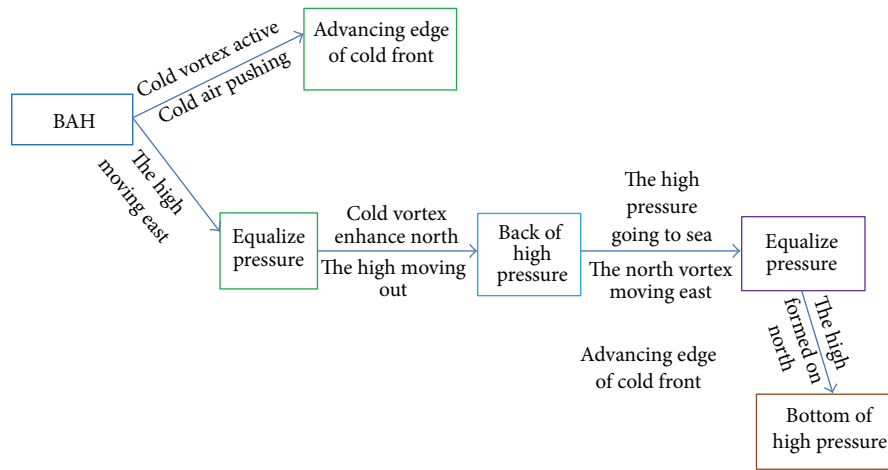 Cold vortex active
Cold air pushing
Advancing edge
of cold front
BAH
The high
moving east
Equalize
pressure
Cold vortex
enhance north
The high moving
out
Back of
high
pressure
The high
pressure
going to sea
The north vortex
moving east
Equalize
pressure
The high
formed on
north
Advancing edge
of cold front
Bottom of
high pressure